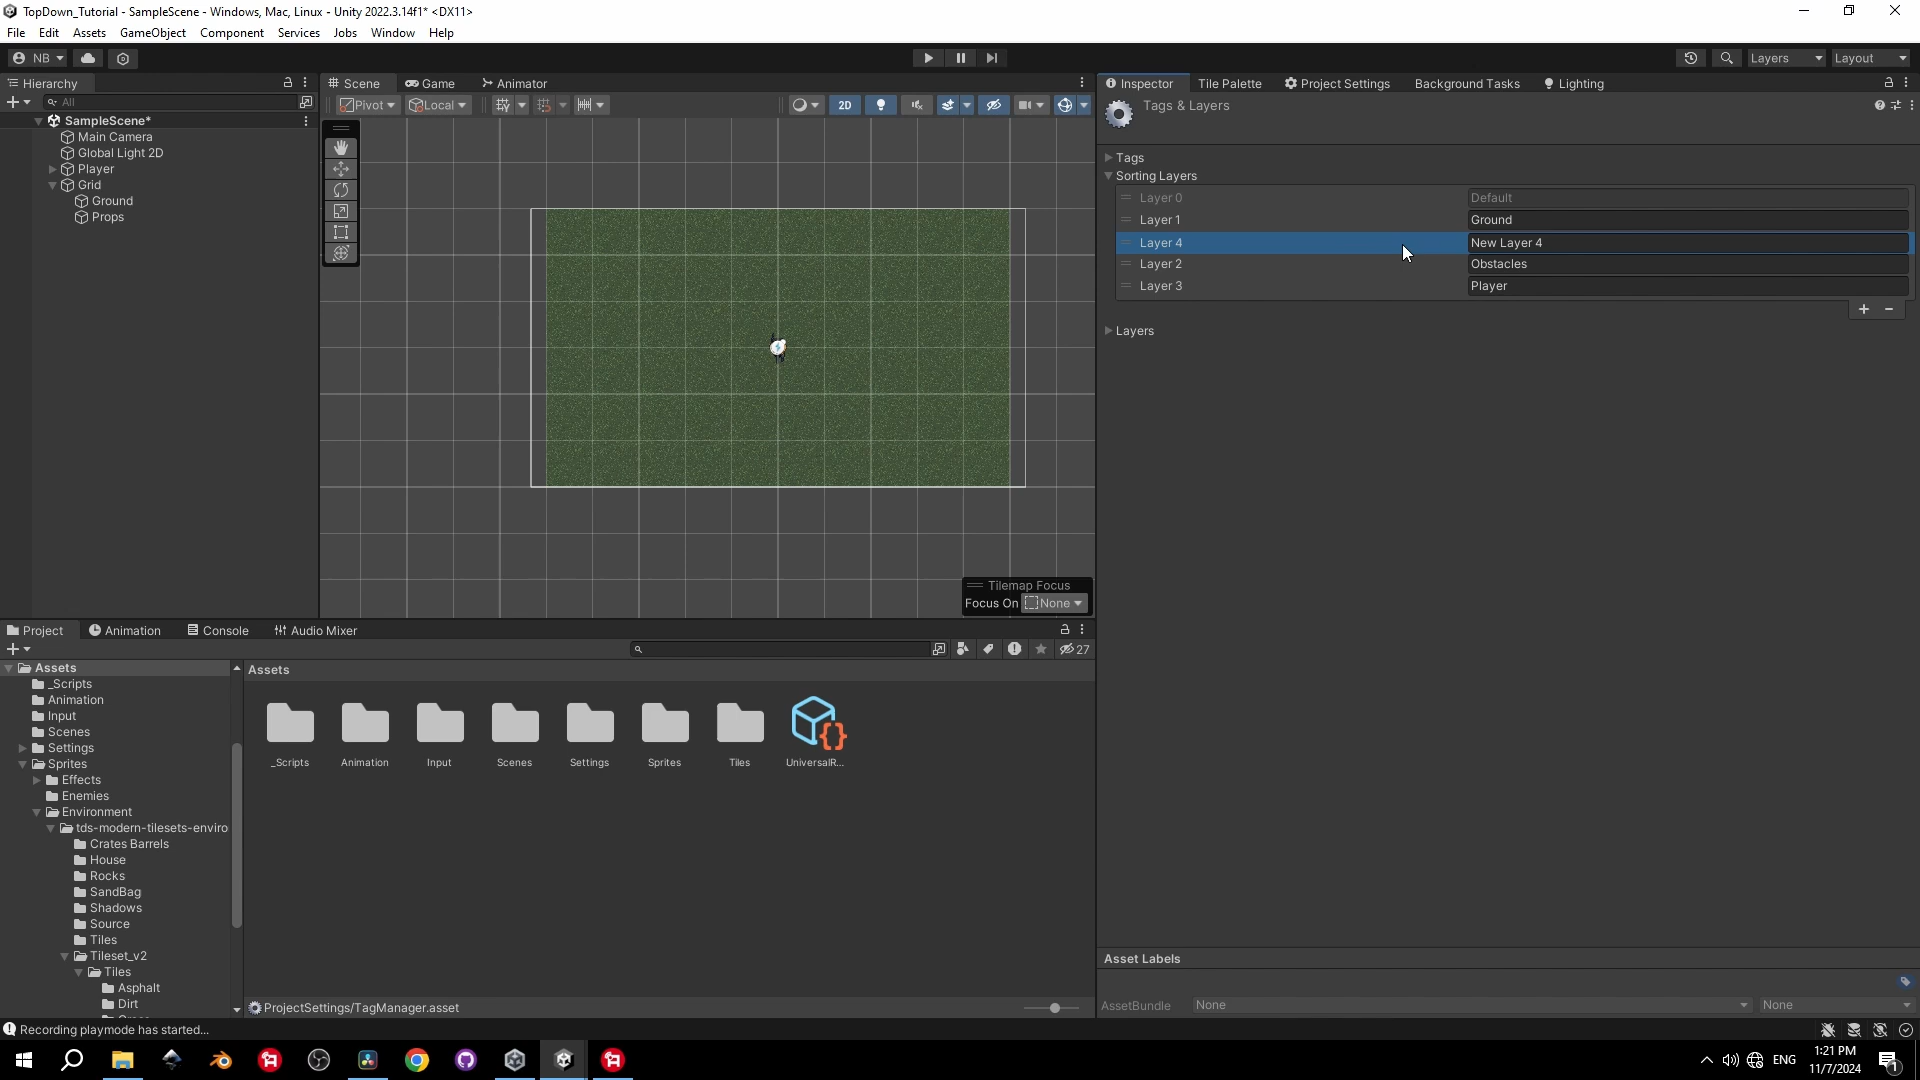 TopDown_Tutorial - SampleScene - Windows, Mac, Linux - Unity 2022.3.14f1* <DX11>
File Edit Assets GameObject Component Services Jobs Window Help
NB Layers Layout
Hierarchy Scene Game Animator Inspector Tile Palette Project Settings Background Tasks Lighting
All Pivot Local 2D Tags & Layers
SampleScene*
Main Camera
Global Light 2D
Player
Grid
Ground
Props
Tags
Sorting Layers
Layer 0 Default
Layer 1 Ground
Layer 4 New Layer 4
Layer 2 Obstacles
Layer 3 Player
Layers
Tilemap Focus
Focus On None
Project Animation Console Audio Mixer
27
Assets
_Scripts
Animation
Input
Scenes
Settings
Sprites
Effects
Enemies
Environment
tds-modern-tilesets-enviro
Crates Barrels
House
Rocks
SandBag
Shadows
Source
Tiles
Tileset_v2
Tiles
Asphalt
Dirt
Assets
_Scripts Animation Input Scenes Settings Sprites Tiles UniversalR...
ProjectSettings/TagManager.asset
Asset Labels
AssetBundle None None
Recording playmode has started...
ENG 1:21 PM
11/7/2024
1